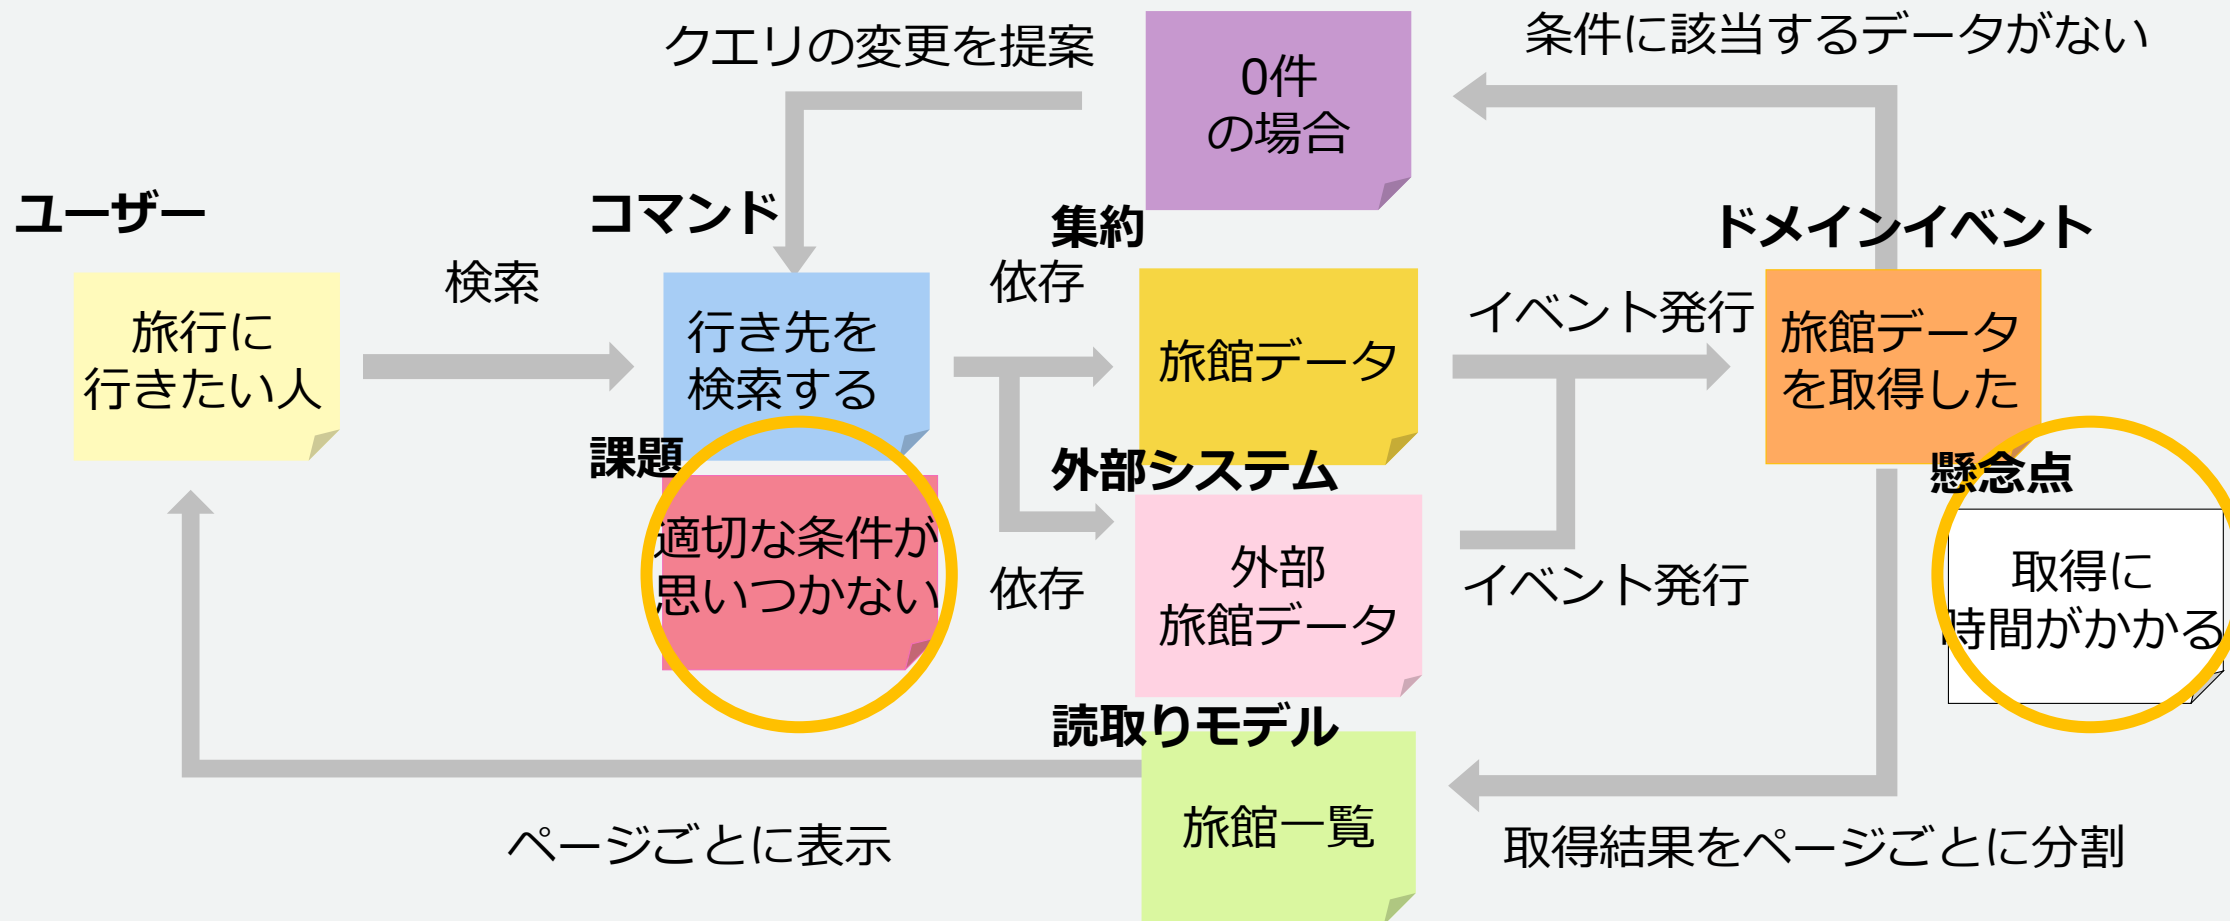 クエリの変更を提案
0件
の場合
条件に該当するデータがない
ユーザー
コマンド
集約
ドメインイベント
旅行に
行きたい人
検索
行き先を
検索する
依存
旅館データ
イベント発行
旅館データ
を取得した
課題
適切な条件が
思いつかない
外部システム
依存
外部
旅館データ
イベント発行
懸念点
取得に
時間がかかる
読取りモデル
旅館一覧
ページごとに表示
取得結果をページごとに分割